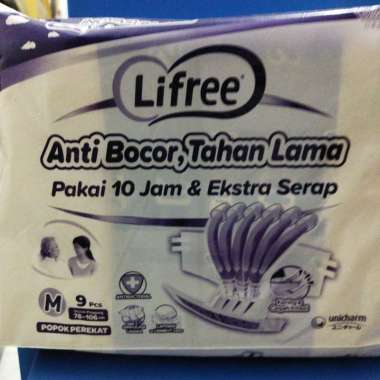 Lifree
Anti Bocor, Tahan Lama
Pakai 10 Jam & Ekstra Serap
M 9 Pcs
76-106 cm
POPOK PEREKAT
ANTIBACTERIAL
unicharm
ユニ・チャーム